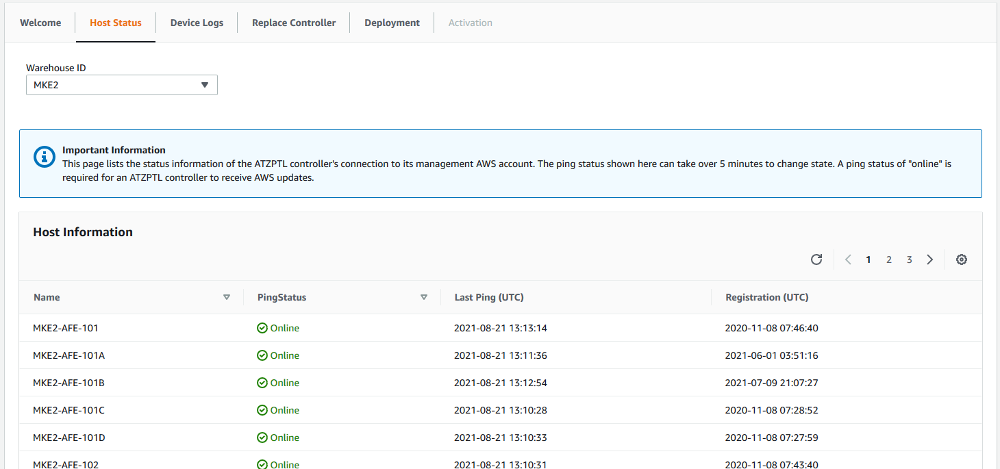 Welcome Host Status Device Logs Replace Controller Deployment Activation
Warehouse ID
MKE2
Important Information
This page lists the status information of the ATZPTL controller's connection to its management AWS account. The ping status shown here can take over 5 minutes to change state. A ping status of "online" is
required for an ATZPTL controller to receive AWS updates.
Host Information
1 2 3
Name PingStatus Last Ping (UTC) Registration (UTC)
MKE2-AFE-101 Online 2021-08-21 13:13:14 2020-11-08 07:46:40
MKE2-AFE-101A Online 2021-08-21 13:11:36 2021-06-01 03:51:16
MKE2-AFE-101B Online 2021-08-21 13:12:54 2021-07-09 21:07:27
MKE2-AFE-101C Online 2021-08-21 13:10:28 2020-11-08 07:28:52
MKE2-AFE-101D Online 2021-08-21 13:10:33 2020-11-08 07:27:59
MKE2-AFE-102 Online 2021-08-21 13:10:31 2020-11-08 07:43:40